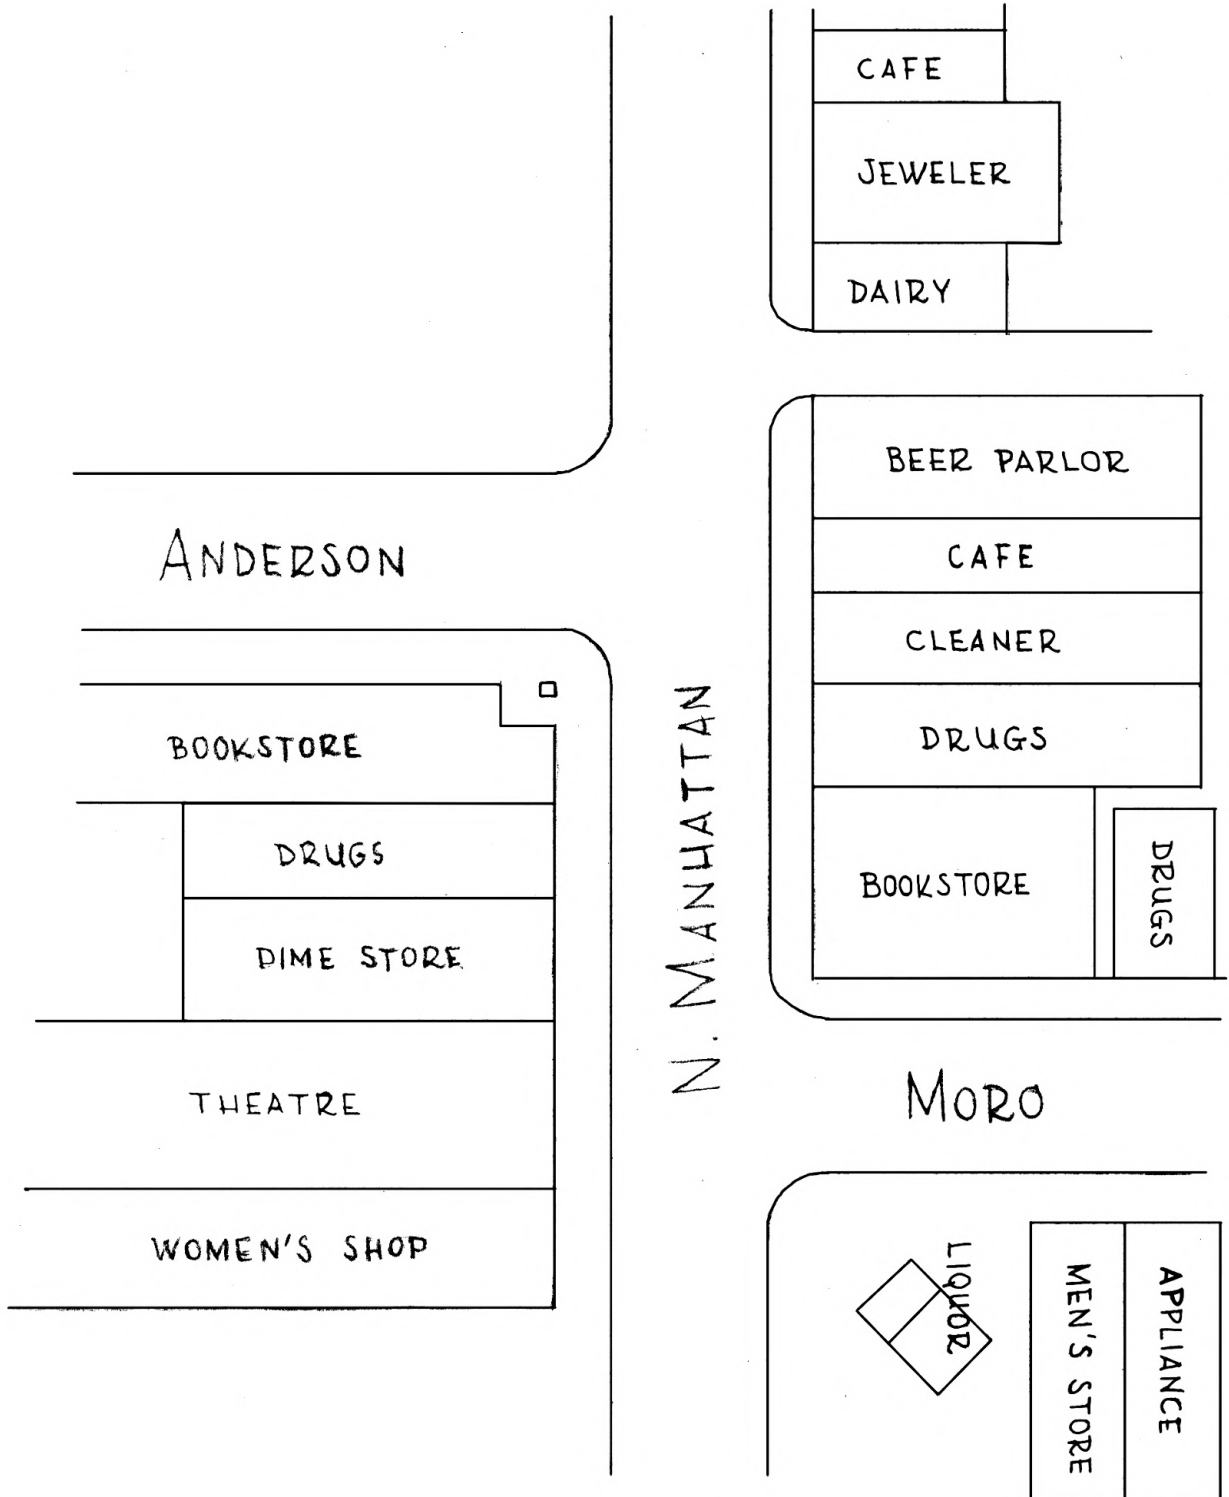 CAFE
JEWELER
DAIRY
BEER PARLOR
ANDERSON
CAFE
CLEANER
BOOKSTORE
DRUGS
DRUGS
DIME STORE
N. MANHATTAN
BOOKSTORE
DRUGS
THEATRE
MORO
WOMEN'S SHOP
LIQUOR
MEN'S STORE
APPLIANCE